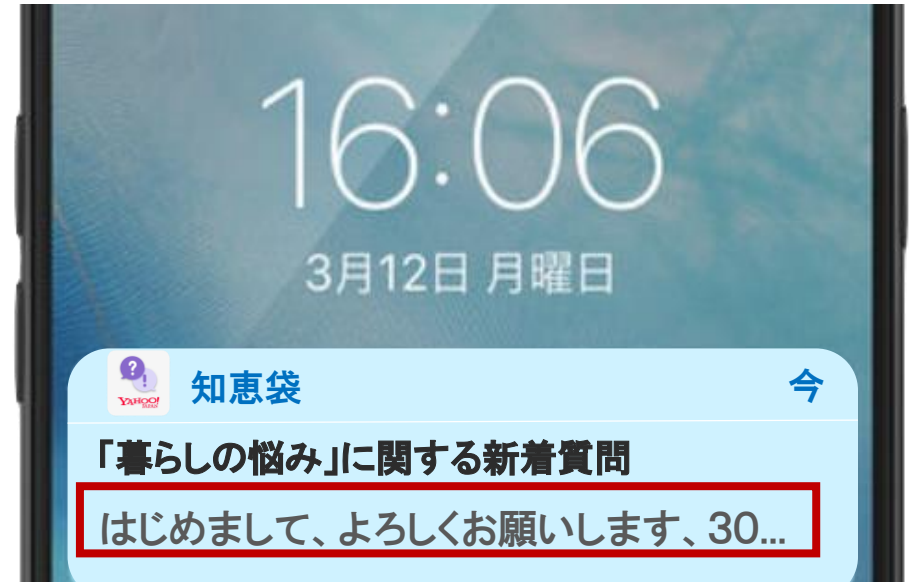 16:06
3月12日 月曜日
?
!
YAHOO!
JAPAN
知恵袋
今
「暮らしの悩み」に関する新着質問
はじめまして、よろしくお願いします、30...